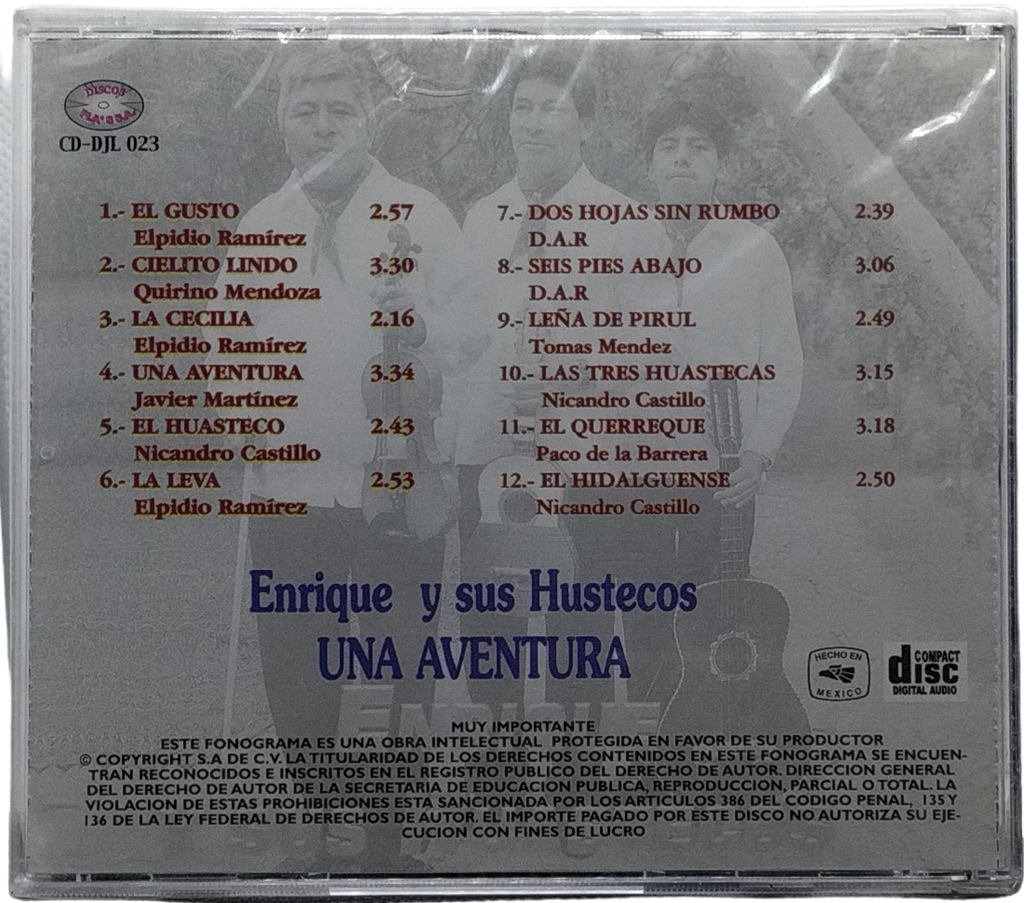 DISCOS
CD-DJL 023
1.- EL GUSTO 2.57
Elpidio Ramírez
2.- CIELITO LINDO 3.30
Quirino Mendoza
3.- LA CECILIA 2.16
Elpidio Ramírez
4.- UNA AVENTURA 3.34
Javier Martínez
5.- EL HUASTECO 2.43
Nicandro Castillo
6.- LA LEVA 2.53
Elpidio Ramírez
7.- DOS HOJAS SIN RUMBO 2.39
D.A.R
8.- SEIS PIES ABAJO 3.06
D.A.R
9.- LEÑA DE PIRUL 2.49
Tomas Mendez
10.- LAS TRES HUASTECAS 3.15
Nicandro Castillo
11.- EL QUERREQUE 3.18
Paco de la Barrera
12.- EL HIDALGUENSE 2.50
Nicandro Castillo
Enrique y sus Hustecos
UNA AVENTURA
HECHO EN
MEXICO
COMPACT
disc
DIGITAL AUDIO
ENRIQUE
MUY IMPORTANTE
ESTE FONOGRAMA ES UNA OBRA INTELECTUAL PROTEGIDA EN FAVOR DE SU PRODUCTOR
© COPYRIGHT S.A DE C.V. LA TITULARIDAD DE LOS DERECHOS CONTENIDOS EN ESTE FONOGRAMA SE ENCUEN-
TRAN RECONOCIDOS E INSCRITOS EN EL REGISTRO PUBLICO DEL DERECHO DE AUTOR. DIRECCION GENERAL
DEL DERECHO DE AUTOR DE LA SECRETARIA DE EDUCACION PUBLICA, REPRODUCCION, PARCIAL O TOTAL. LA
VIOLACION DE ESTAS PROHIBICIONES ESTA SANCIONADA POR LOS ARTICULOS 386 DEL CODIGO PENAL, 135 Y
136 DE LA LEY FEDERAL DE DERECHOS DE AUTOR. EL IMPORTE PAGADO POR ESTE DISCO NO AUTORIZA SU EJE-
CUCION CON FINES DE LUCRO